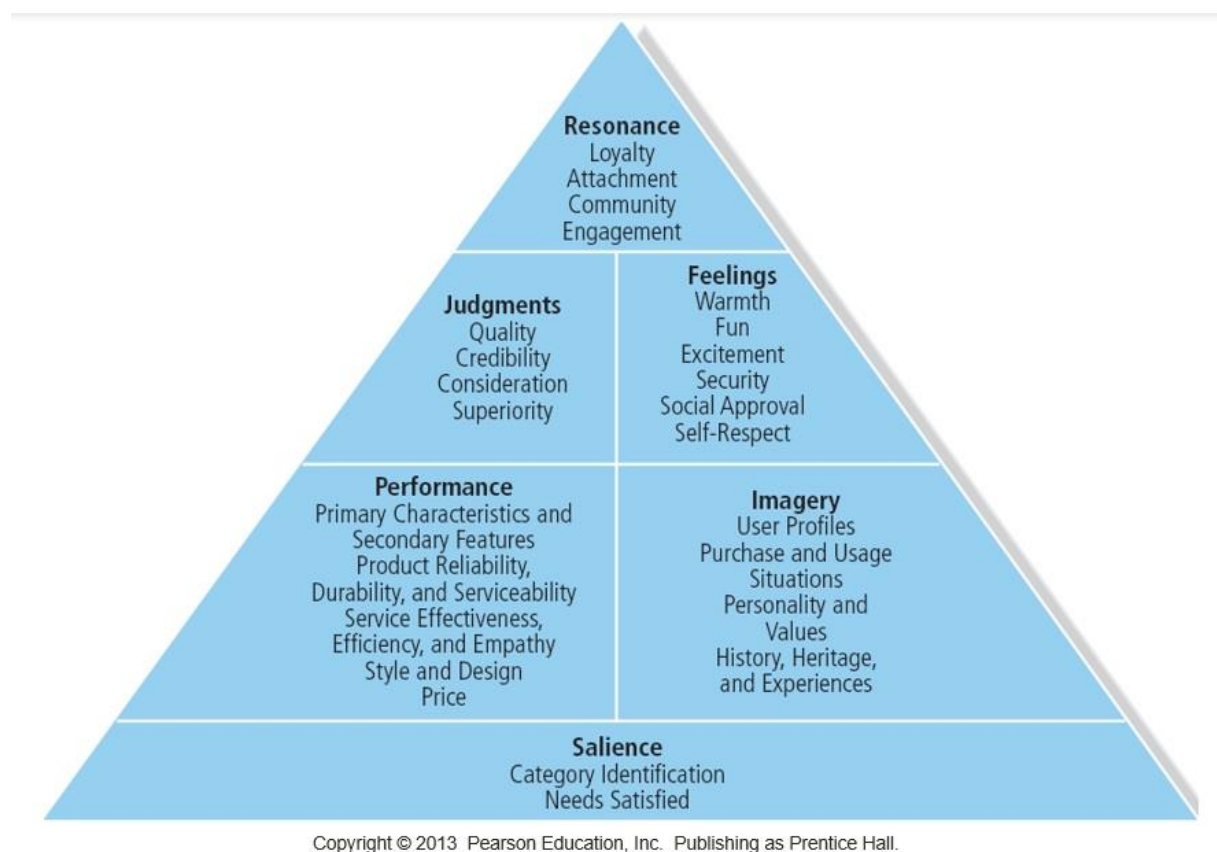 Resonance
Loyalty
Attachment
Community
Engagement
Judgments
Quality
Credibility
Consideration
Superiority
Feelings
Warmth
Fun
Excitement
Security
Social Approval
Self-Respect
Performance
Primary Characteristics and
Secondary Features
Product Reliability,
Durability, and Serviceability
Service Effectiveness,
Efficiency, and Empathy
Style and Design
Price
Imagery
User Profiles
Purchase and Usage
Situations
Personality and
Values
History, Heritage,
and Experiences
Salience
Category Identification
Needs Satisfied
Copyright © 2013 Pearson Education, Inc. Publishing as Prentice Hall.